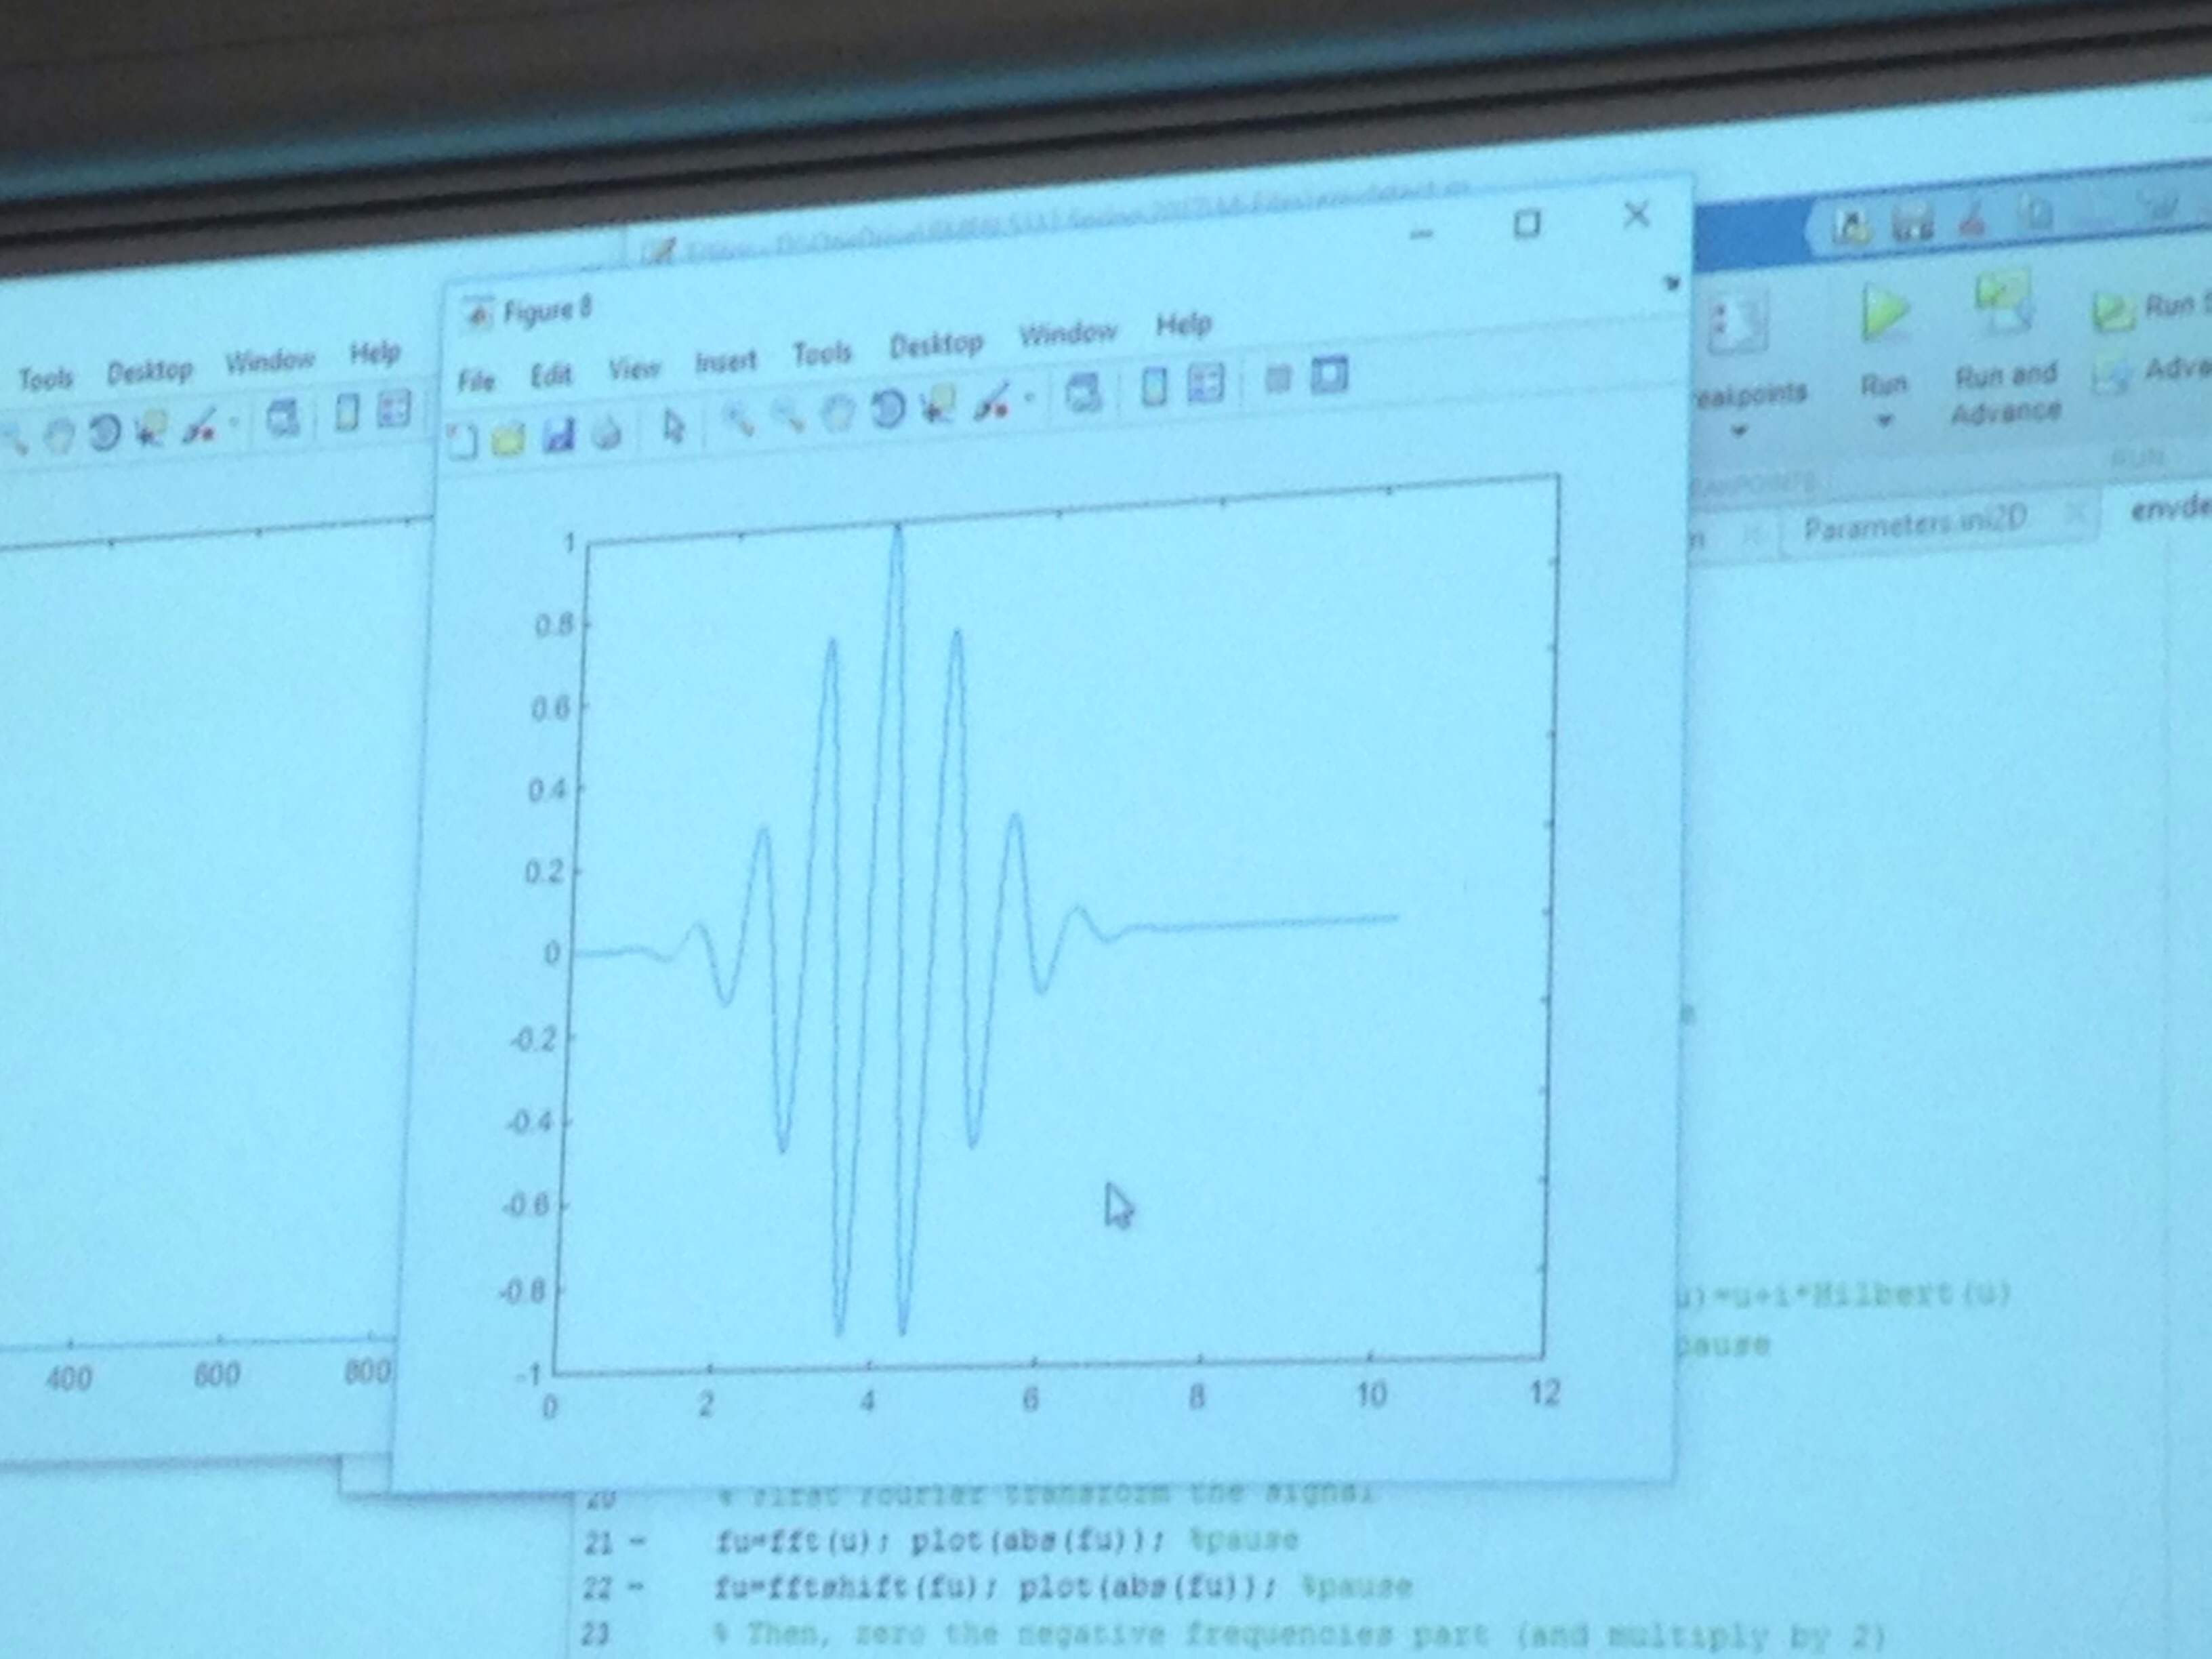 Figure 8
Tools Desktop Window Help
File Edit View Insert Tools Desktop Window Help
Run
eakpoints Run Run and Advance
Adva
RUN
Parameters.ini2D
envde
1
0.8
0.6
0.4
0.2
0
-0.2
-0.4
-0.6
-0.8
-1
0 2 4 6 8 10 12
400 600 800
u)=u+i*Hilbert(u)
pause
20 % First Fourier transform the signal
21 - fu=fft(u); plot(abs(fu)); %pause
22 - fu=fftshift(fu); plot(abs(fu)); %pause
23 % Then, zero the negative frequencies part (and multiply by 2)